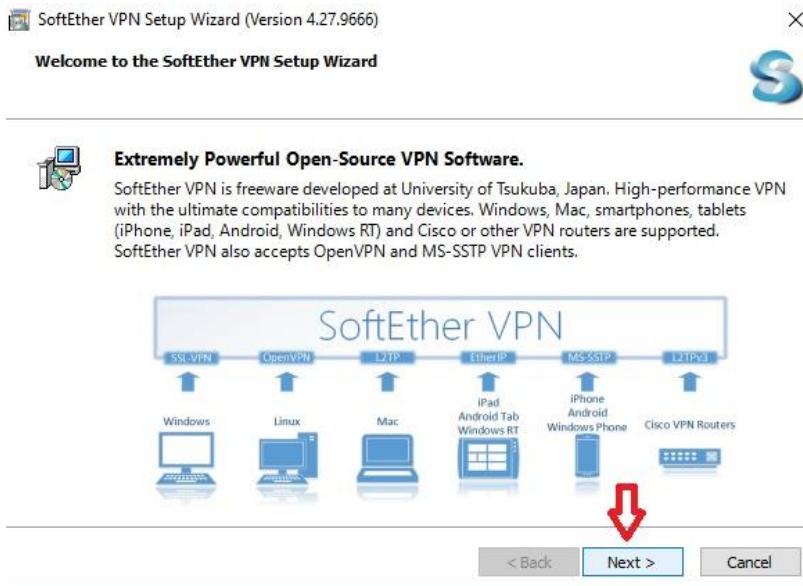 SoftEther VPN Setup Wizard (Version 4.27.9666)
Welcome to the SoftEther VPN Setup Wizard
Extremely Powerful Open-Source VPN Software.
SoftEther VPN is freeware developed at University of Tsukuba, Japan. High-performance VPN
with the ultimate compatibilities to many devices. Windows, Mac, smartphones, tablets
(iPhone, iPad, Android, Windows RT) and Cisco or other VPN routers are supported.
SoftEther VPN also accepts OpenVPN and MS-SSTP VPN clients.
SoftEther VPN
SSL-VPN OpenVPN L2TP EtherIP MS-SSTP L2TPv3
Windows
Linux
Mac
iPad
Android Tab
Windows RT
iPhone
Android
Windows Phone
Cisco VPN Routers
< Back Next > Cancel